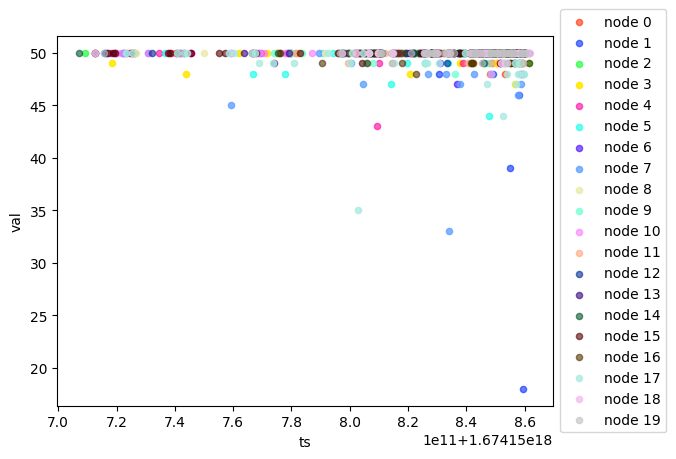 50
45
40
35
30
25
20
val
7.0 7.2 7.4 7.6 7.8 8.0 8.2 8.4 8.6
ts
1e11+1.67415e18
node 0
node 1
node 2
node 3
node 4
node 5
node 6
node 7
node 8
node 9
node 10
node 11
node 12
node 13
node 14
node 15
node 16
node 17
node 18
node 19